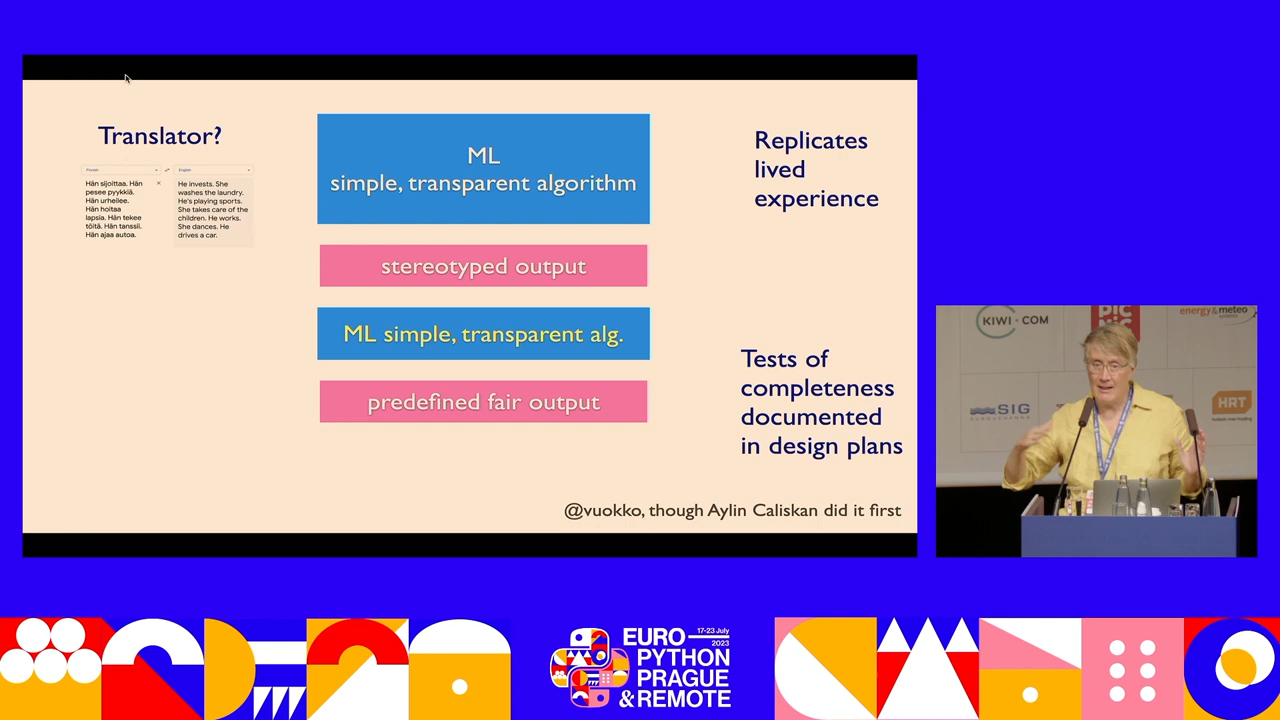 Translator?
Finnish
English
Hän sijoittaa. Hän
pesee pyykkiä.
Hän urheilee.
Hän hoitaa
lapsia. Hän tekee
töitä. Hän tanssii.
Hän ajaa autoa.
He invests. She
washes the laundry.
He's playing sports.
She takes care of the
children. He works.
She dances. He
drives a car.
ML
simple, transparent algorithm
stereotyped output
ML simple, transparent alg.
predefined fair output
Replicates
lived
experience
Tests of
completeness
documented
in design plans
@vuokko, though Aylin Caliskan did it first
KIWI·COM
PIC
energy & meteo
systems
SIG
HRT
EURO
17-23 July
2023
PYTHON
PRAGUE
& REMOTE